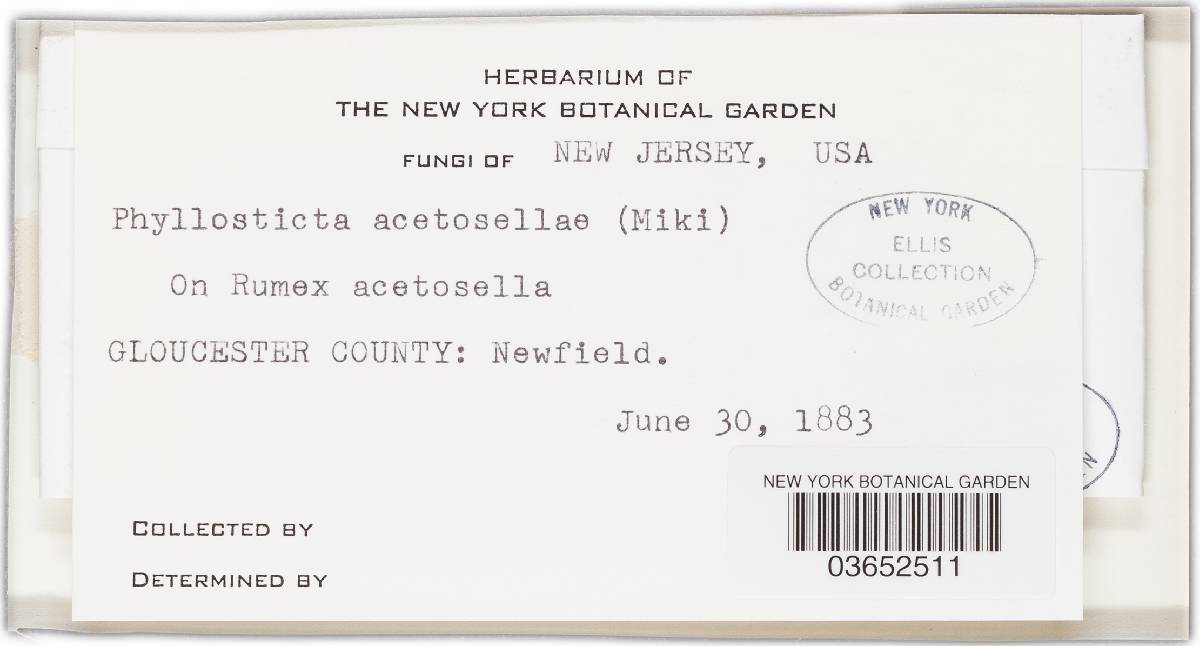 HERBARIUM OF
THE NEW YORK BOTANICAL GARDEN
FUNGI OF NEW JERSEY, USA
Phyllosticta acetosellae (Miki)
On Rumex acetosella
GLOUCESTER COUNTY: Newfield.
June 30, 1883
NEW YORK
ELLIS
COLLECTION
BOTANICAL GARDEN
NEW YORK BOTANICAL GARDEN
03652511
COLLECTED BY
DETERMINED BY